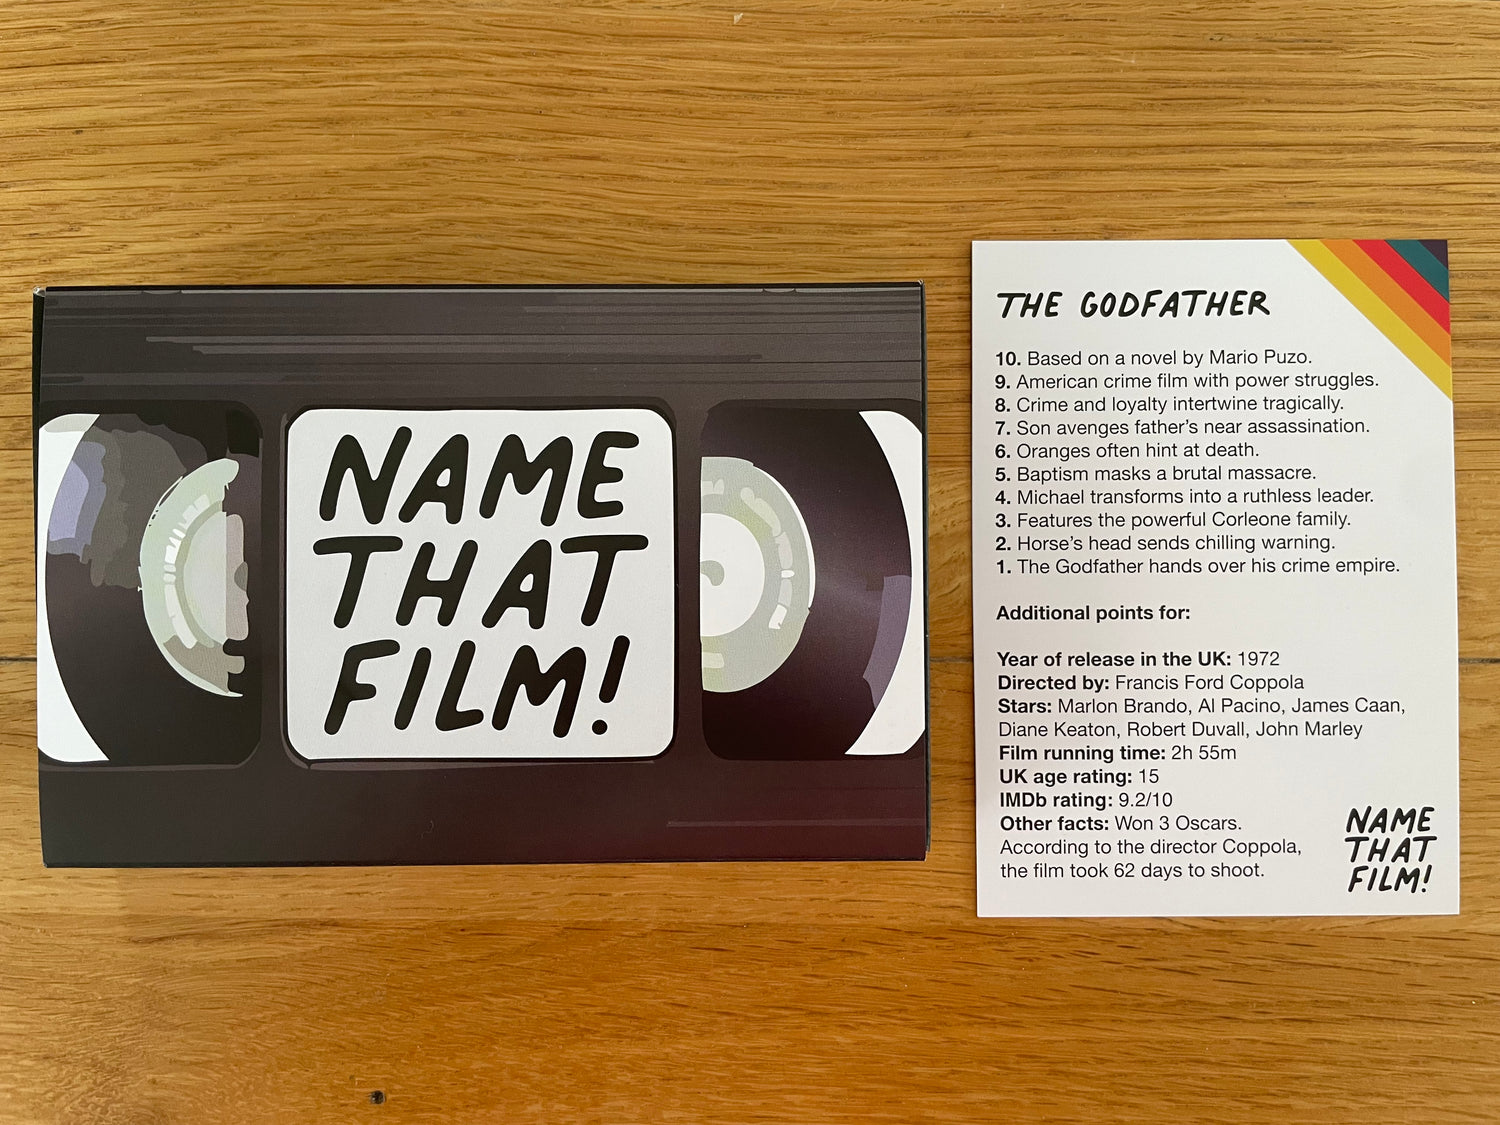 NAME
THAT
FILM!
THE GODFATHER
10. Based on a novel by Mario Puzo.
9. American crime film with power struggles.
8. Crime and loyalty intertwine tragically.
7. Son avenges father's near assassination.
6. Oranges often hint at death.
5. Baptism masks a brutal massacre.
4. Michael transforms into a ruthless leader.
3. Features the powerful Corleone family.
2. Horse's head sends chilling warning.
1. The Godfather hands over his crime empire.
Additional points for:
Year of release in the UK: 1972
Directed by: Francis Ford Coppola
Stars: Marlon Brando, Al Pacino, James Caan,
Diane Keaton, Robert Duvall, John Marley
Film running time: 2h 55m
UK age rating: 15
IMDb rating: 9.2/10
Other facts: Won 3 Oscars.
According to the director Coppola,
the film took 62 days to shoot.
NAME
THAT
FILM!